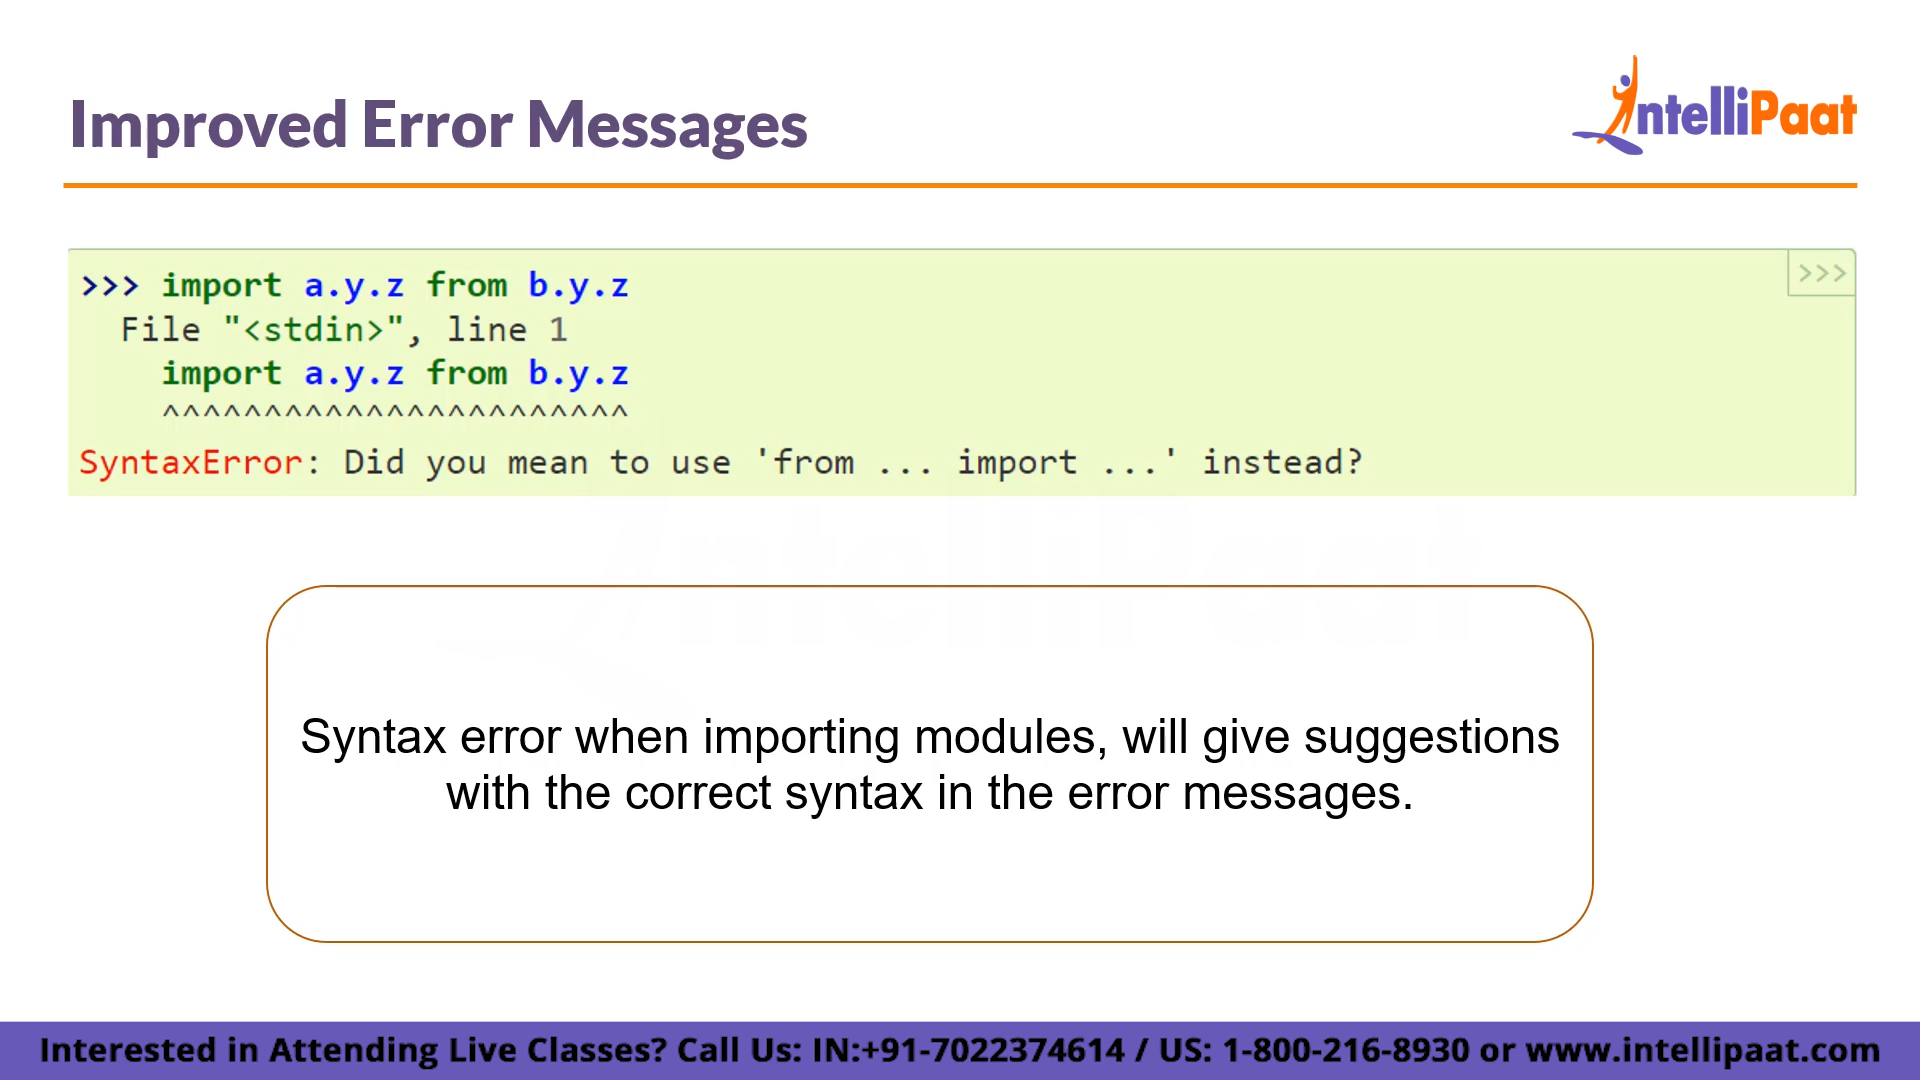 Improved Error Messages
IntelliPaat
>>> import a.y.z from b.y.z
>>>
File "<stdin>", line 1
import a.y.z from b.y.z
^^^^^^^^^^^^^^^^^^^^^^^
SyntaxError: Did you mean to use 'from ... import ...' instead?
Syntax error when importing modules, will give suggestions
with the correct syntax in the error messages.
Interested in Attending Live Classes? Call Us: IN:+91-7022374614 / US: 1-800-216-8930 or www.intellipaat.com